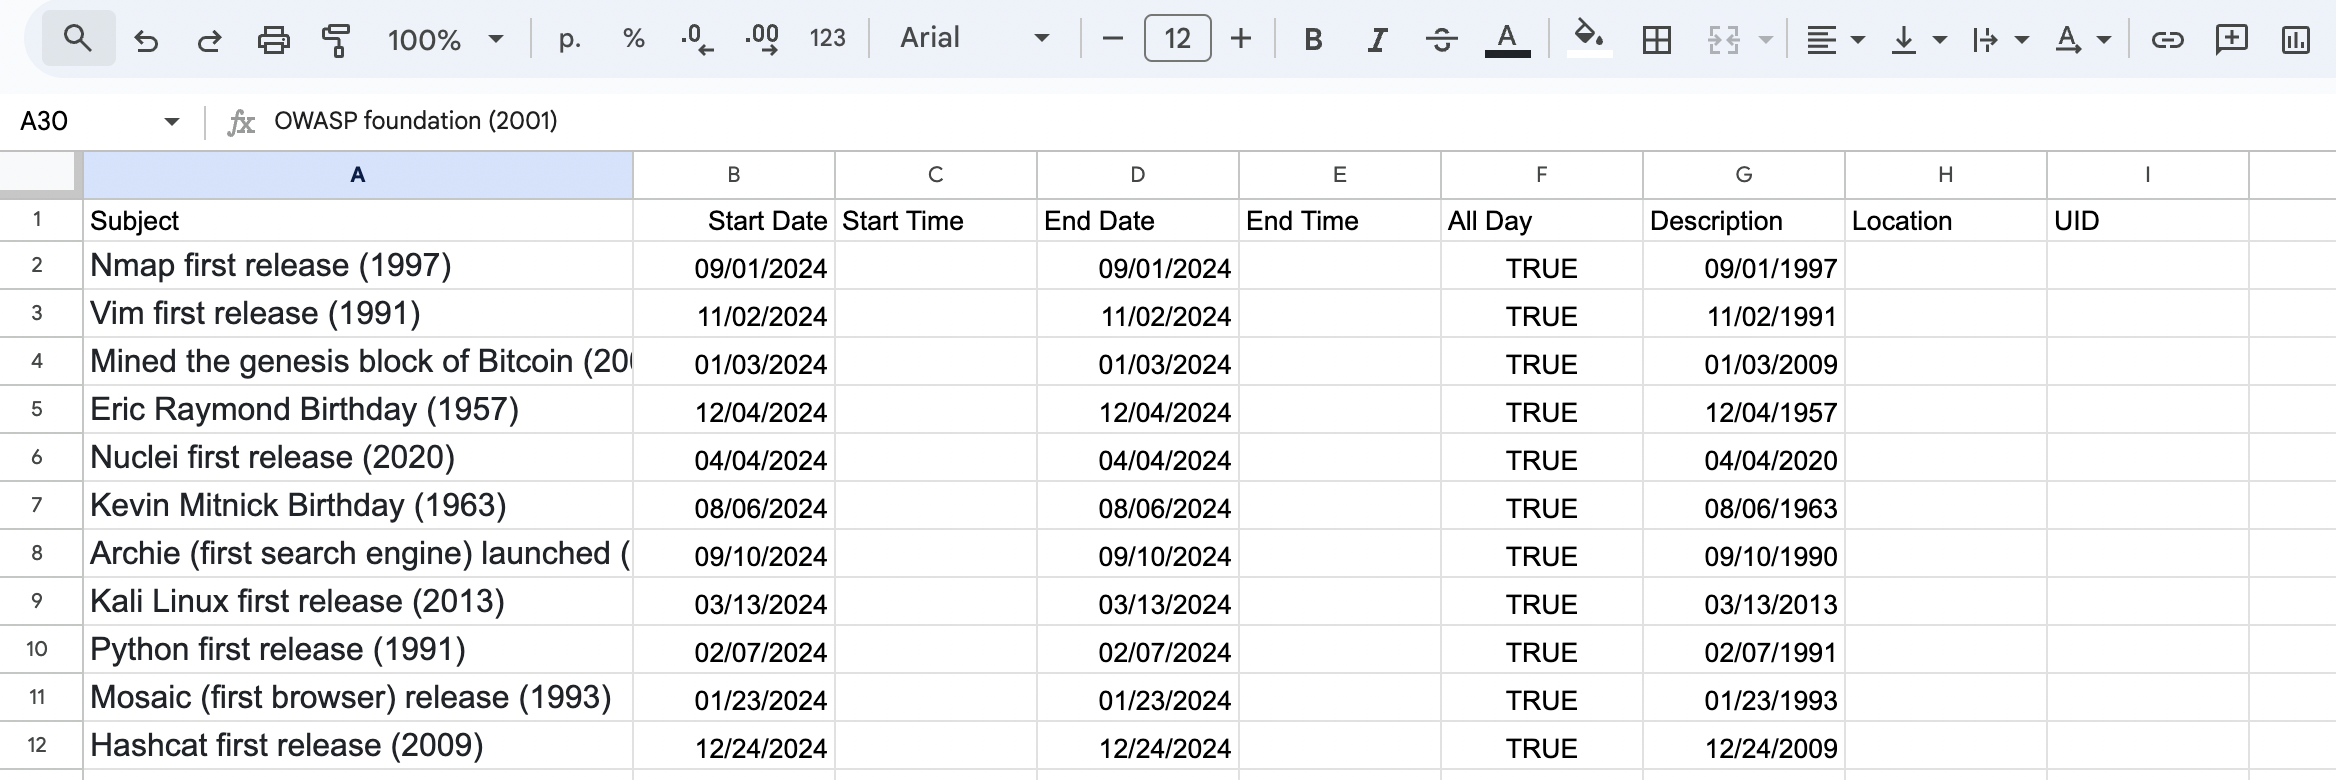 100% p. % .0 .00 123 Arial 12 B I A A
A30 fx OWASP foundation (2001)
A B C D E F G H I
1 Subject Start Date Start Time End Date End Time All Day Description Location UID
2 Nmap first release (1997) 09/01/2024 09/01/2024 TRUE 09/01/1997
3 Vim first release (1991) 11/02/2024 11/02/2024 TRUE 11/02/1991
4 Mined the genesis block of Bitcoin (20 01/03/2024 01/03/2024 TRUE 01/03/2009
5 Eric Raymond Birthday (1957) 12/04/2024 12/04/2024 TRUE 12/04/1957
6 Nuclei first release (2020) 04/04/2024 04/04/2024 TRUE 04/04/2020
7 Kevin Mitnick Birthday (1963) 08/06/2024 08/06/2024 TRUE 08/06/1963
8 Archie (first search engine) launched ( 09/10/2024 09/10/2024 TRUE 09/10/1990
9 Kali Linux first release (2013) 03/13/2024 03/13/2024 TRUE 03/13/2013
10 Python first release (1991) 02/07/2024 02/07/2024 TRUE 02/07/1991
11 Mosaic (first browser) release (1993) 01/23/2024 01/23/2024 TRUE 01/23/1993
12 Hashcat first release (2009) 12/24/2024 12/24/2024 TRUE 12/24/2009